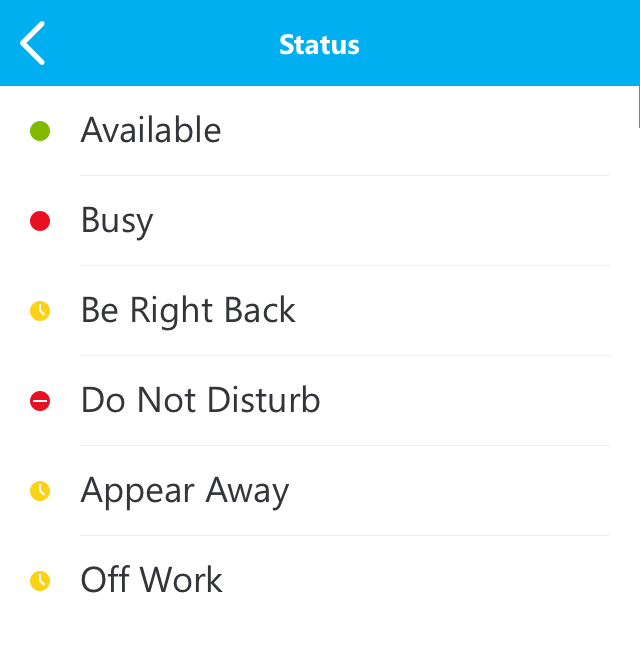 Status
Available
Busy
Be Right Back
Do Not Disturb
Appear Away
Off Work